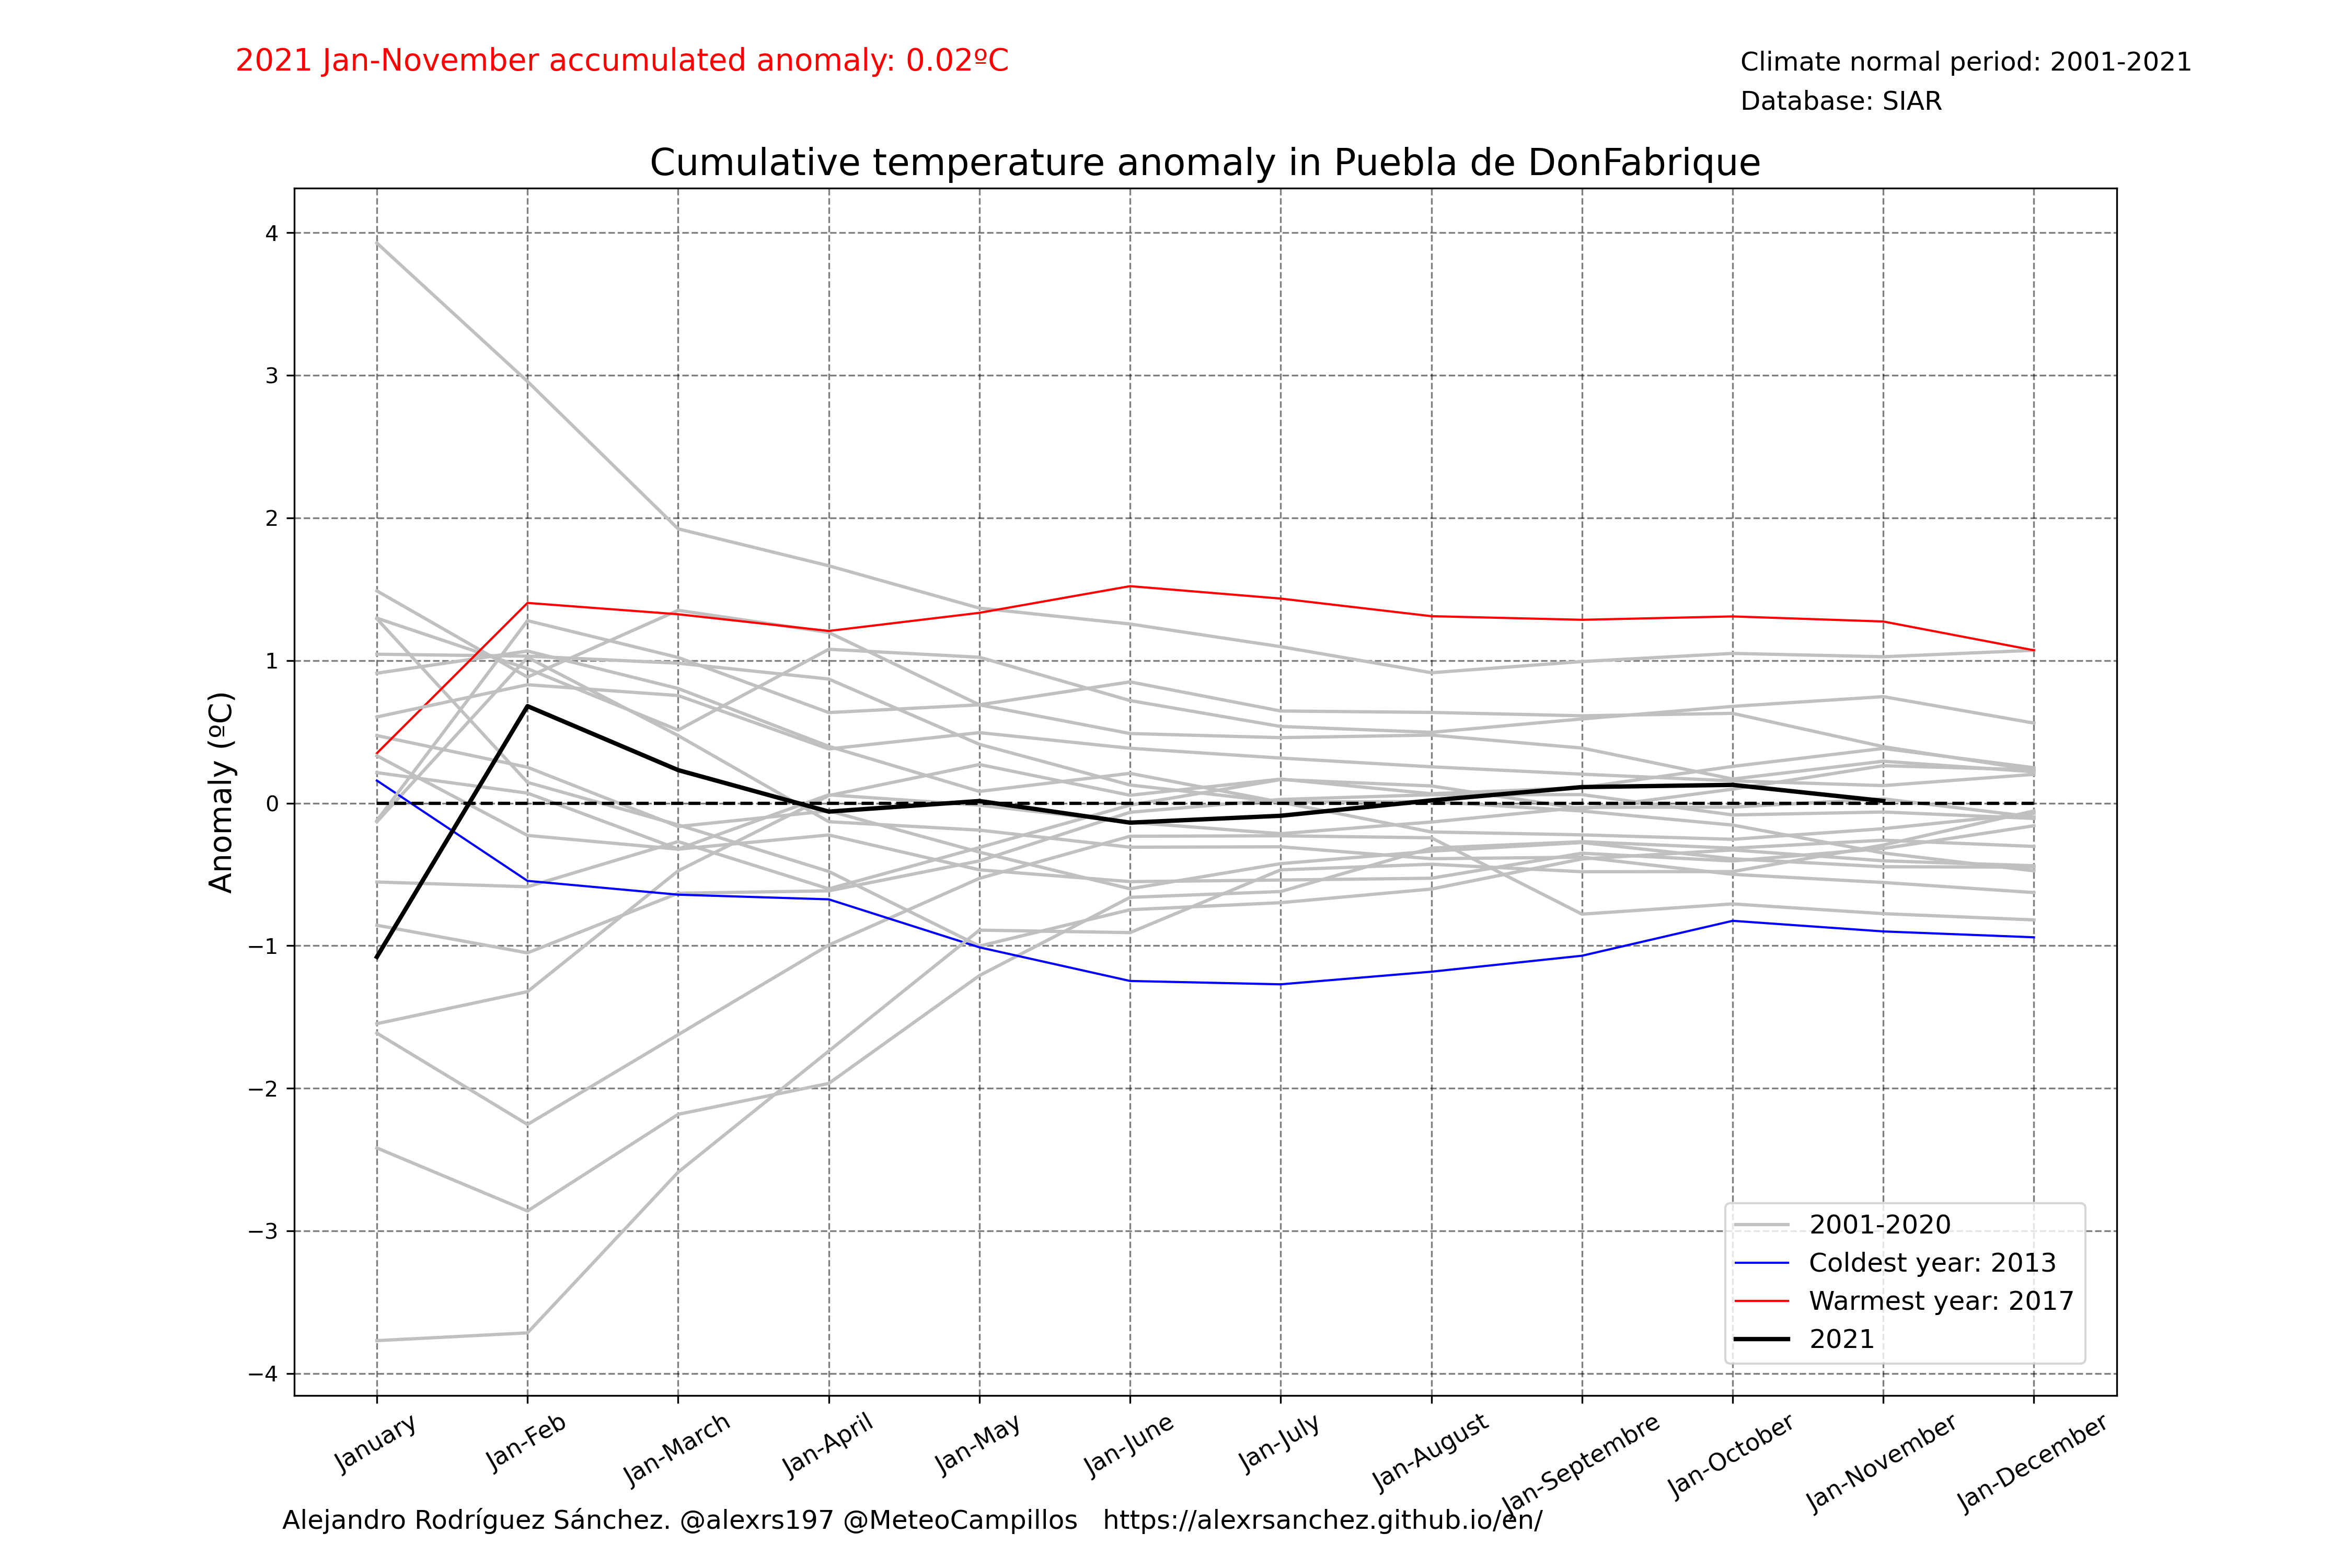 2021 Jan-November accumulated anomaly: 0.02ºC
Climate normal period: 2001-2021
Database: SIAR
Cumulative temperature anomaly in Puebla de DonFabrique
Anomaly (ºC)
4
3
2
1
0
−1
−2
−3
−4
2001-2020
Coldest year: 2013
Warmest year: 2017
2021
January
Jan-Feb
Jan-March
Jan-April
Jan-May
Jan-June
Jan-July
Jan-August
Jan-Septembre
Jan-October
Jan-November
Jan-December
Alejandro Rodríguez Sánchez. @alexrs197 @MeteoCampillos   https://alexrsanchez.github.io/en/